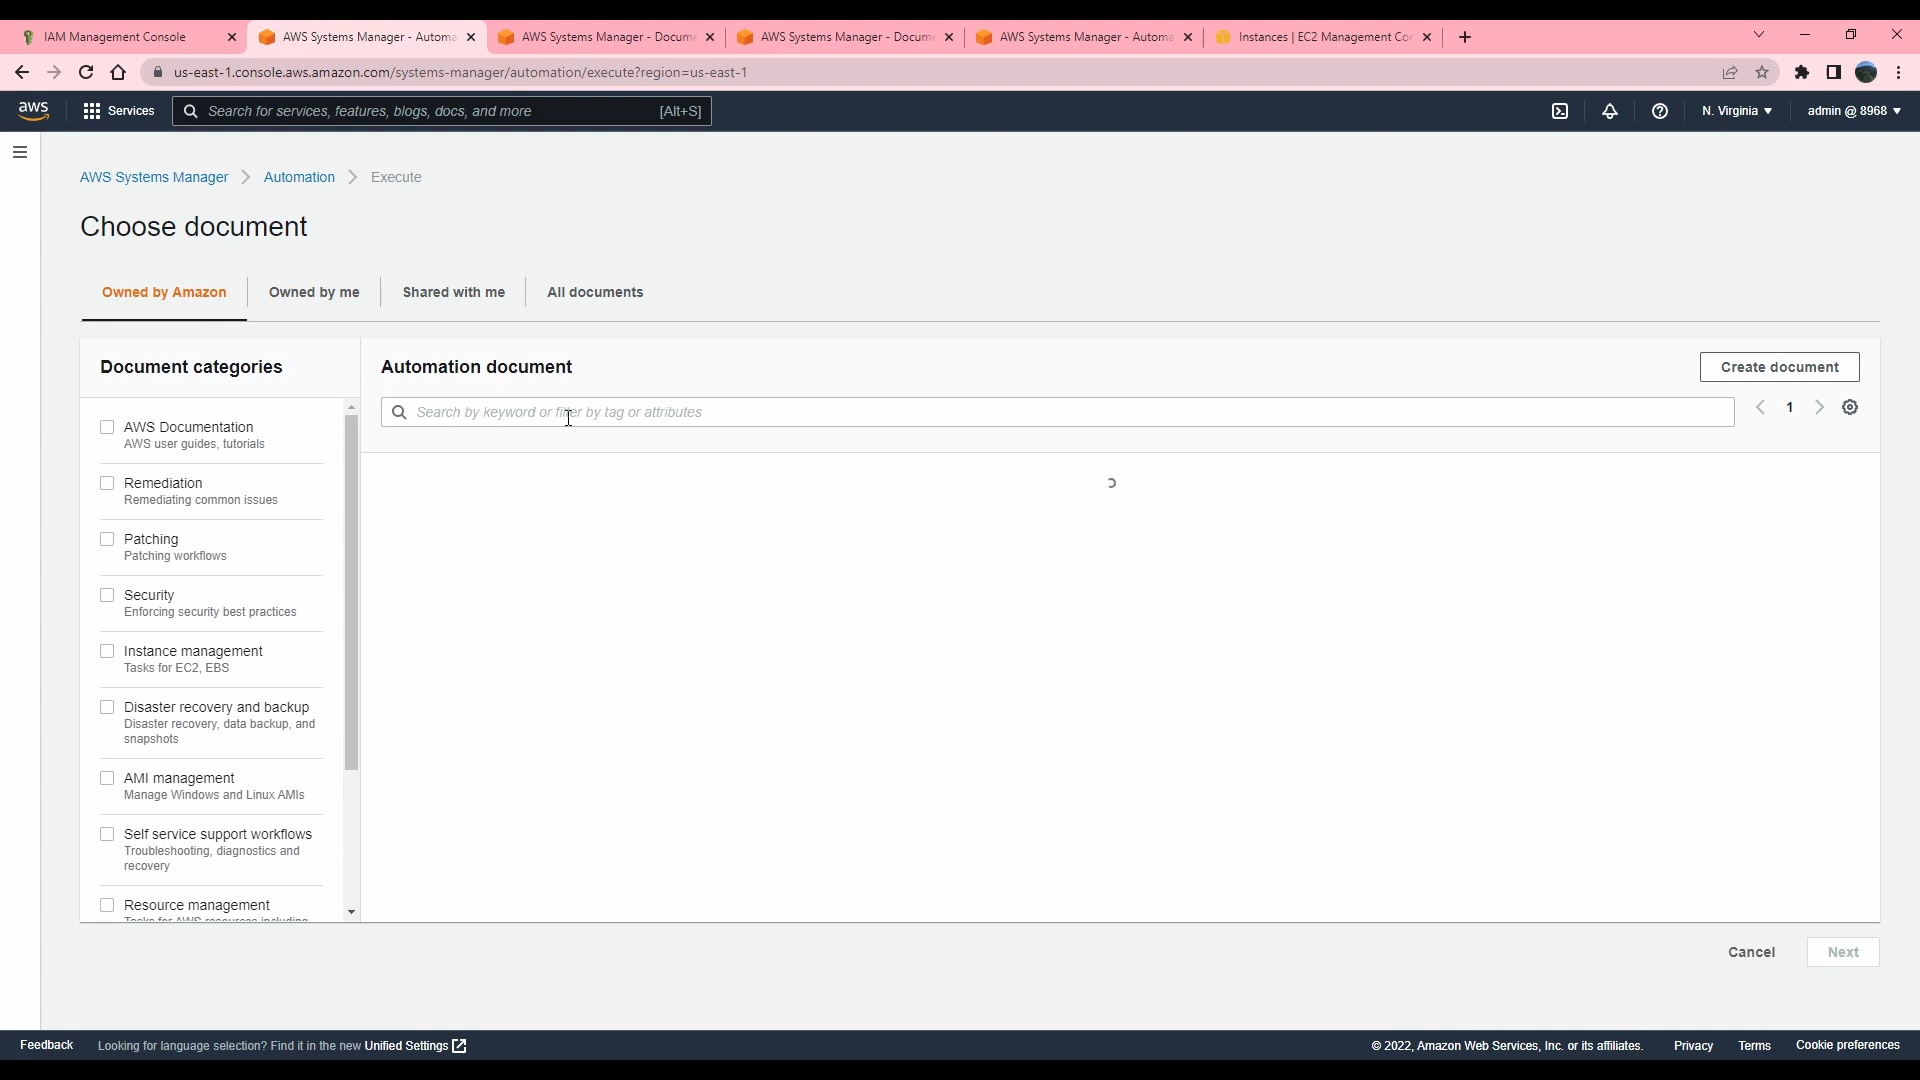 IAM Management Console
AWS Systems Manager - Automa
AWS Systems Manager - Docume
AWS Systems Manager - Docume
AWS Systems Manager - Automa
Instances | EC2 Management Cor
us-east-1.console.aws.amazon.com/systems-manager/automation/execute?region=us-east-1
aws
Services
Search for services, features, blogs, docs, and more
[Alt+S]
N. Virginia
admin @ 8968
AWS Systems Manager
Automation
Execute
Choose document
Owned by Amazon
Owned by me
Shared with me
All documents
Document categories
AWS Documentation
AWS user guides, tutorials
Remediation
Remediating common issues
Patching
Patching workflows
Security
Enforcing security best practices
Instance management
Tasks for EC2, EBS
Disaster recovery and backup
Disaster recovery, data backup, and
snapshots
AMI management
Manage Windows and Linux AMIs
Self service support workflows
Troubleshooting, diagnostics and
recovery
Resource management
Tasks for AWS resources including
Automation document
Create document
Search by keyword or filter by tag or attributes
1
Cancel
Next
Feedback
Looking for language selection? Find it in the new Unified Settings
© 2022, Amazon Web Services, Inc. or its affiliates.
Privacy
Terms
Cookie preferences